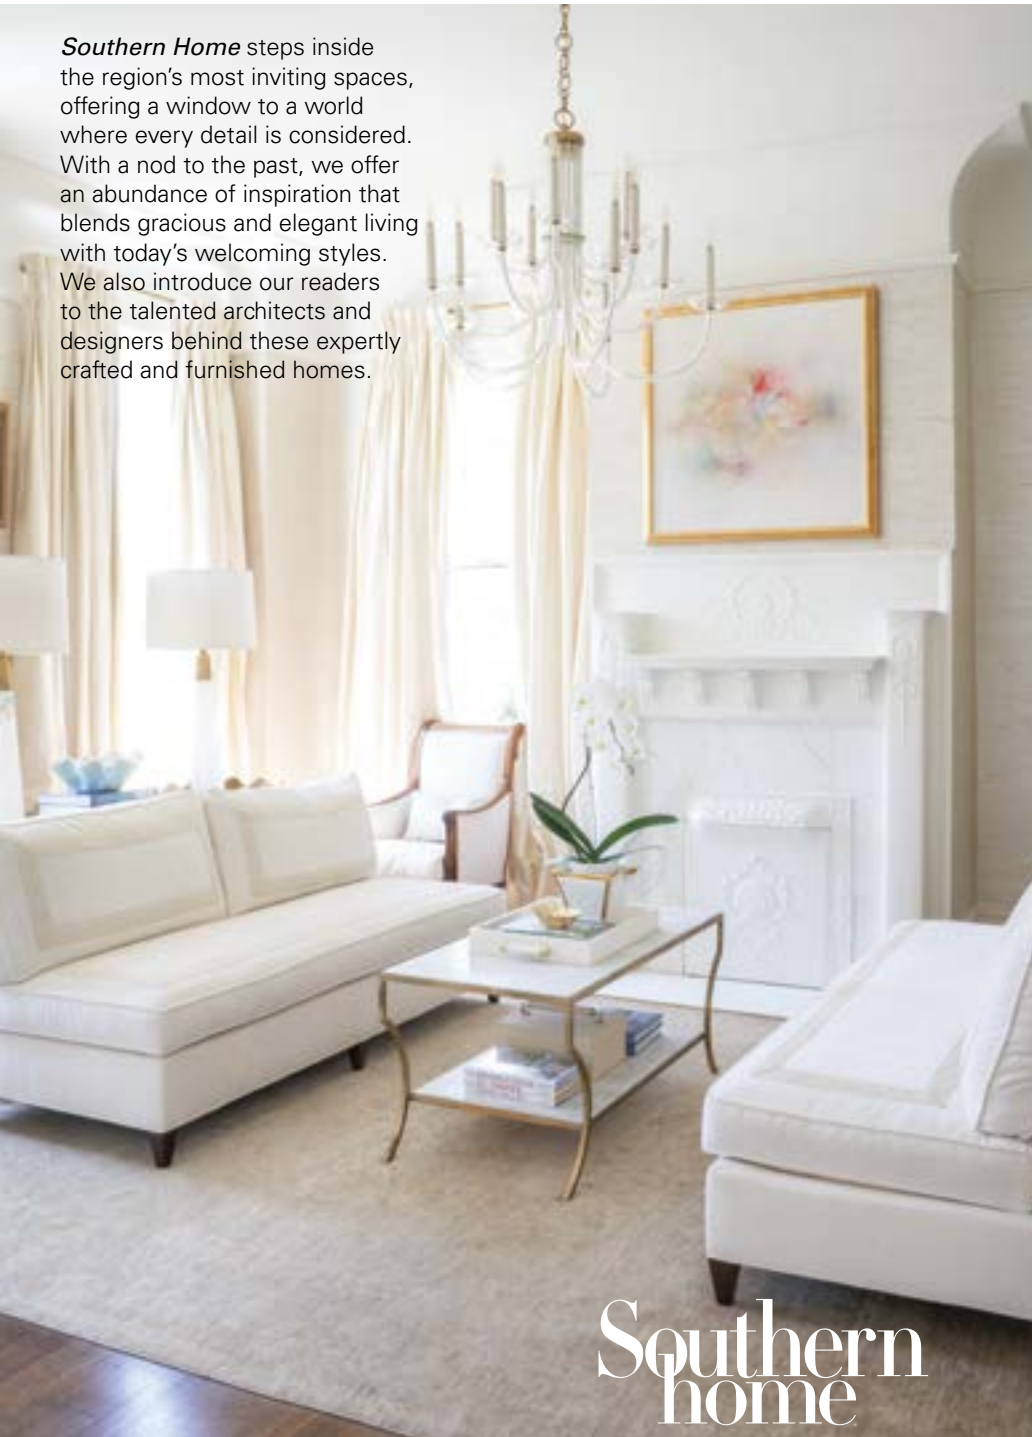 Southern Home steps inside
the region's most inviting spaces,
offering a window to a world
where every detail is considered.
With a nod to the past, we offer
an abundance of inspiration that
blends gracious and elegant living
with today's welcoming styles.
We also introduce our readers
to the talented architects and
designers behind these expertly
crafted and furnished homes.
Southern
home